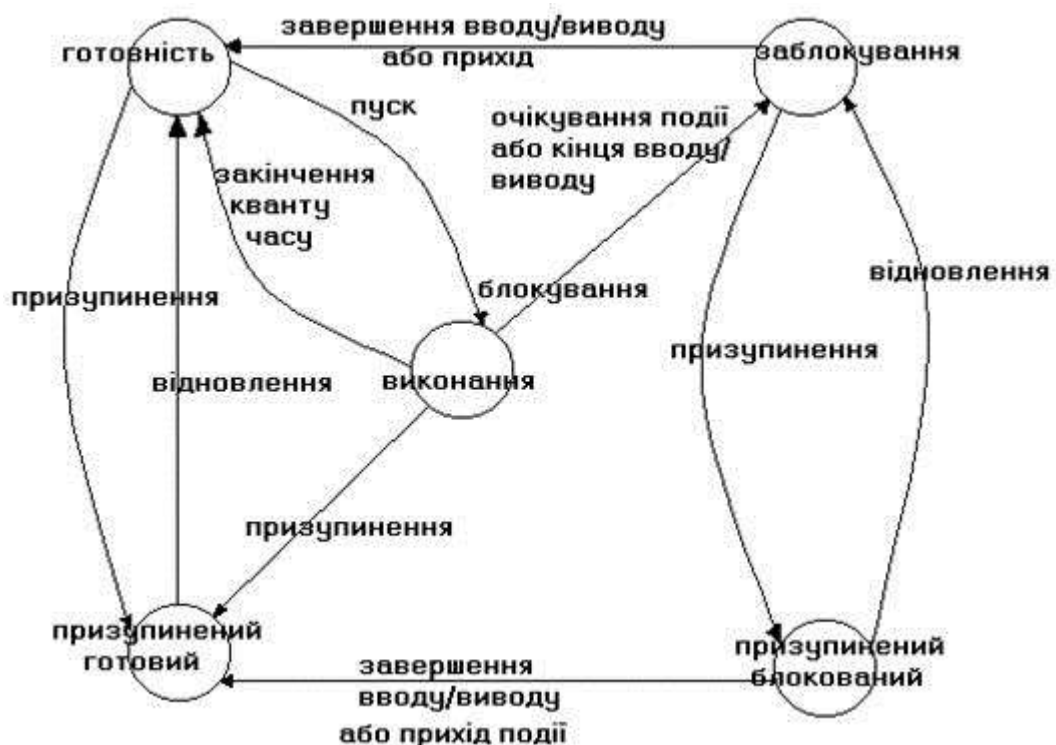 завершення вводу/виводу
або прихід
готовність
заблокування
пуск
очікування події
або кінця вводу/
виводу
закінчення
кванту
часу
призупинення
відновлення
блокування
призупинення
відновлення
виконання
призупинення
призупинений
готовий
призупинений
блокований
завершення
вводу/виводу
або прихід події